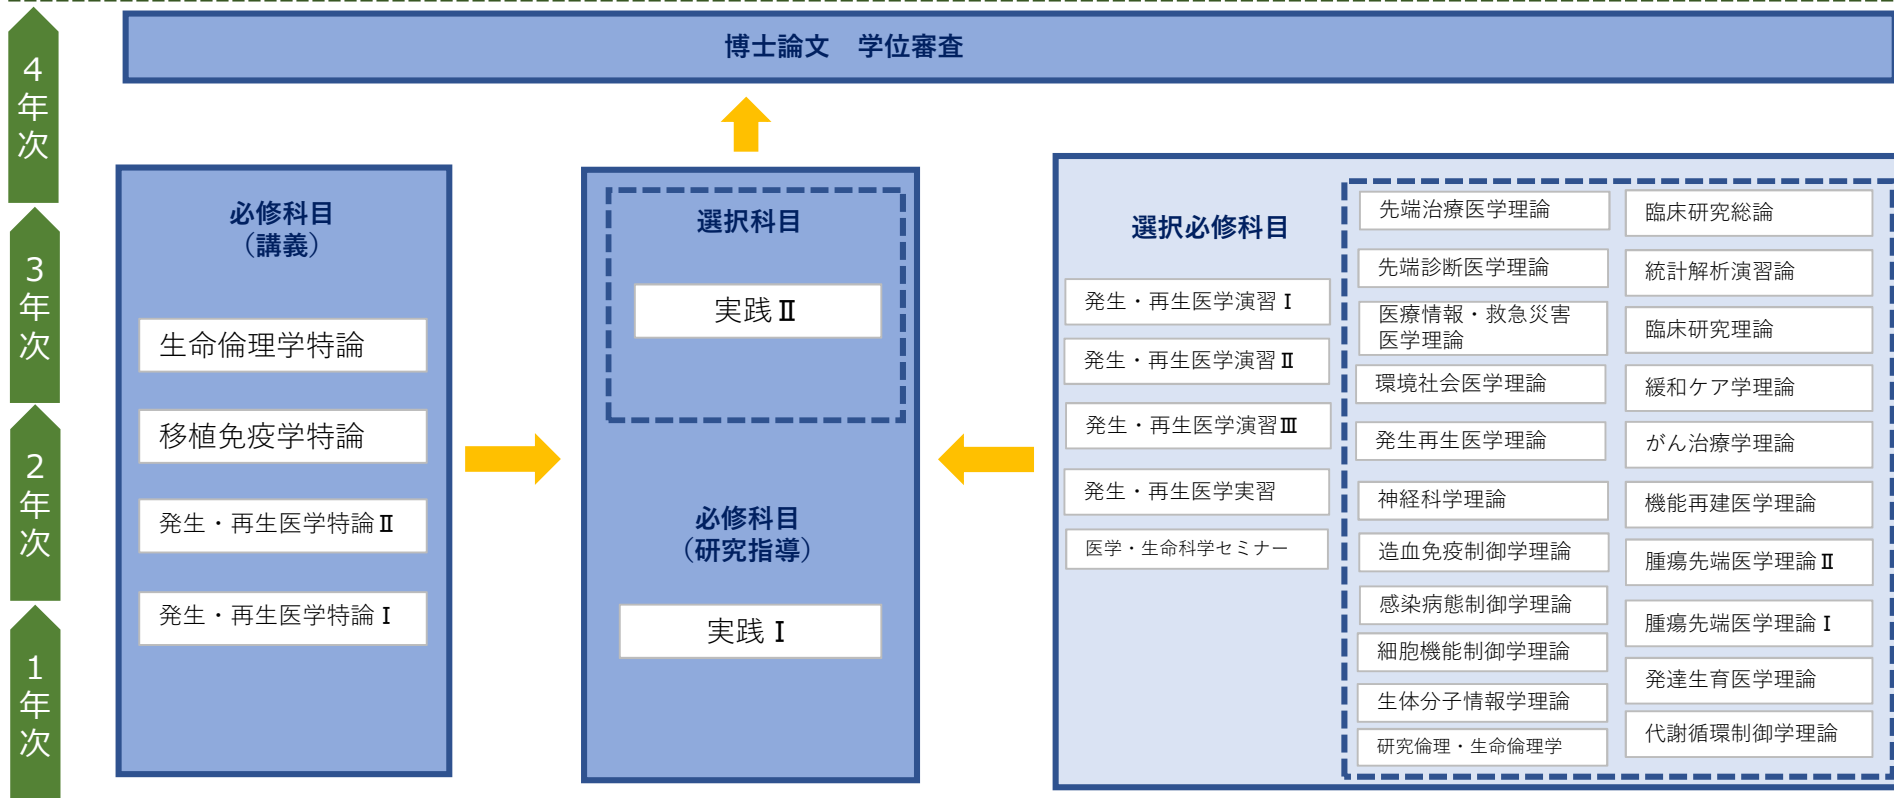 4
年
次
3
年
次
2
年
次
1
年
次
博士論文　学位審査
必修科目
（講義）
生命倫理学特論
移植免疫学特論
発生・再生医学特論Ⅱ
発生・再生医学特論Ⅰ
選択科目
実践Ⅱ
必修科目
（研究指導）
実践Ⅰ
選択必修科目
発生・再生医学演習Ⅰ
発生・再生医学演習Ⅱ
発生・再生医学演習Ⅲ
発生・再生医学実習
医学・生命科学セミナー
先端治療医学理論
先端診断医学理論
医療情報・救急災害
医学理論
環境社会医学理論
発生再生医学理論
神経科学理論
造血免疫制御学理論
感染病態制御学理論
細胞機能制御学理論
生体分子情報学理論
研究倫理・生命倫理学
臨床研究総論
統計解析演習論
臨床研究理論
緩和ケア学理論
がん治療学理論
機能再建医学理論
腫瘍先端医学理論Ⅱ
腫瘍先端医学理論Ⅰ
発達生育医学理論
代謝循環制御学理論